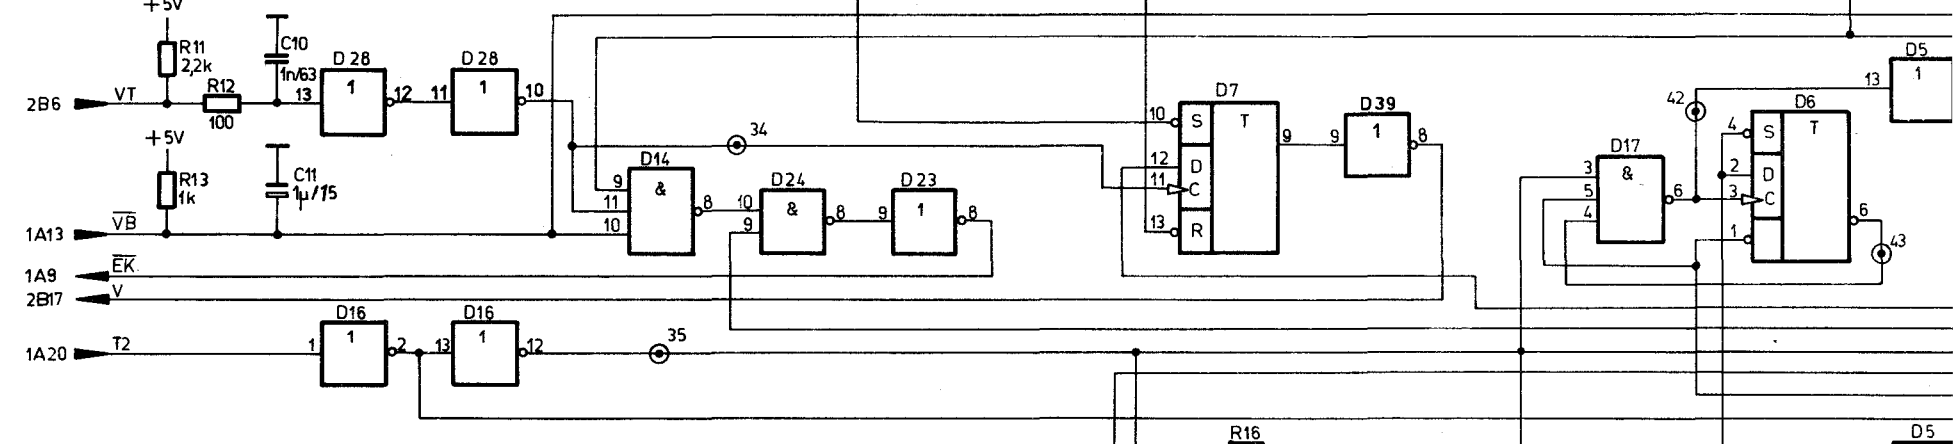 +5V
R11
2,2k
C10
1n/63
D28
D28
R12
100
2B6
VT
13
1
12
11
1
10
+5V
R13
1k
C11
1µ/15
34
D14
&
9
11
10
8
D24
&
10
9
8
D23
1
9
8
1A13
VB
1A9
EK
2B17
V
D16
D16
1A20
T2
1
1
2
13
1
12
35
D7
10
S
T
12
D
11
C
13
R
9
D39
9
1
8
D17
3
&
5
4
6
42
D6
4
S
T
2
D
3
C
1
6
43
D5
13
1
R16
D5